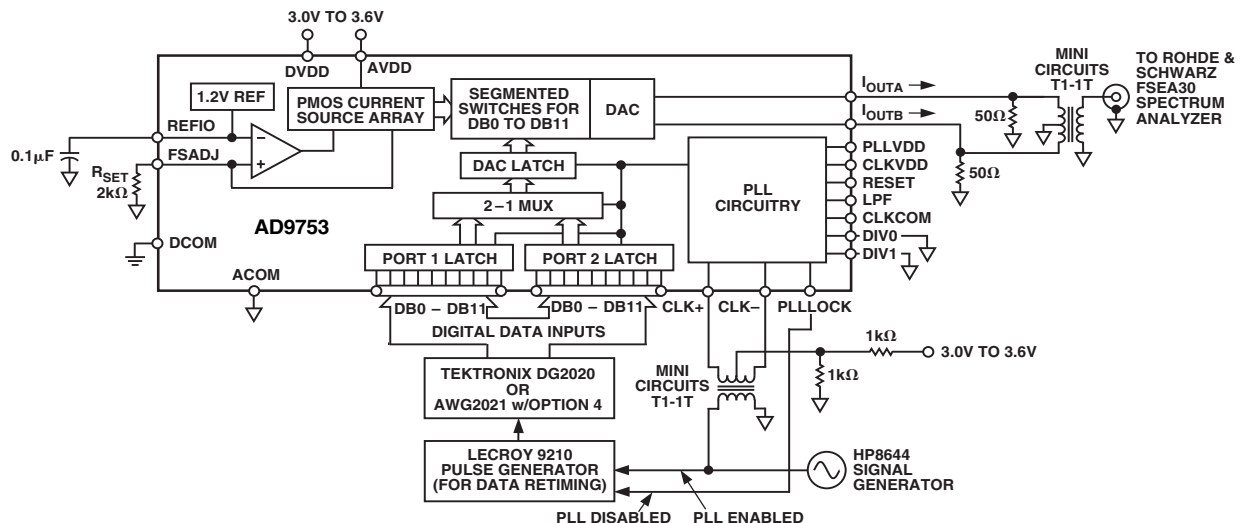 3.0V TO 3.6V
DVDD
AVDD
1.2V REF
PMOS CURRENT
SOURCE ARRAY
SEGMENTED
SWITCHES FOR
DB0 TO DB11
DAC
REFIO
FSADJ
0.1μF
RSET
2kΩ
DAC LATCH
2–1 MUX
AD9753
PORT 1 LATCH
PORT 2 LATCH
DCOM
ACOM
PLL
CIRCUITRY
IOUTA
IOUTB
50Ω
50Ω
MINI
CIRCUITS
T1-1T
TO ROHDE &
SCHWARZ
FSEA30
SPECTRUM
ANALYZER
PLLVDD
CLKVDD
RESET
LPF
CLKCOM
DIV0
DIV1
DB0 – DB11
DB0 – DB11
CLK+
CLK–
PLLLOCK
DIGITAL DATA INPUTS
TEKTRONIX DG2020
OR
AWG2021 w/OPTION 4
LECROY 9210
PULSE GENERATOR
(FOR DATA RETIMING)
MINI
CIRCUITS
T1-1T
1kΩ
1kΩ
3.0V TO 3.6V
HP8644
SIGNAL
GENERATOR
PLL DISABLED
PLL ENABLED